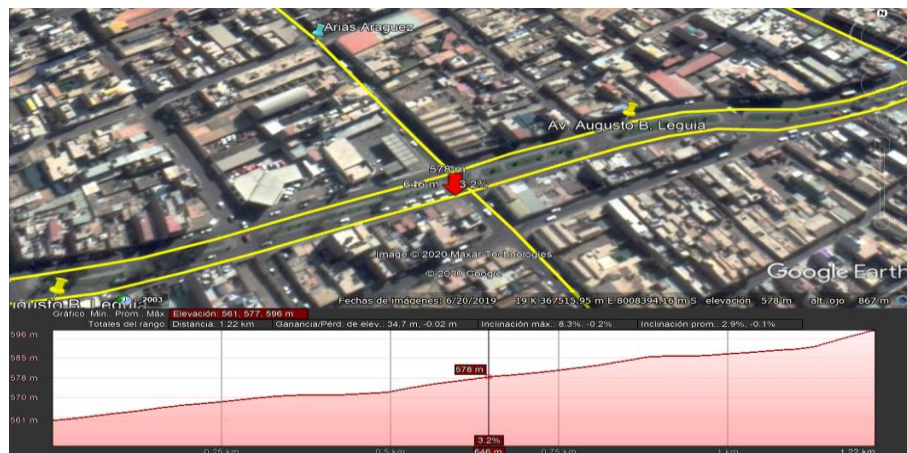 N
Arias Araguez
Av. Augusto B. Leguia
578 m
646 m 3.2%
Image © 2020 Maxar Technologies
© 2020 Google
Google Earth
ugusto B. Leguia
2003
Fechas de imágenes: 6/20/2019 19 K 367515.95 m E 8008394.16 m S elevación 578 m alt. ojo 867 m
Gráfico: Mín., Prom., Máx. Elevación: 561, 577, 596 m
Totales del rango: Distancia: 1.22 km Ganancia/Pérd. de elev.: 34.7 m, -0.02 m Inclinación máx.: 8.3%, -0.2% Inclinación prom.: 2.9%, -0.1%
596 m
585 m
578 m
578 m
570 m
561 m
3.2%
0.25 km 0.5 km 646 m 0.75 km 1 km 1.22 km